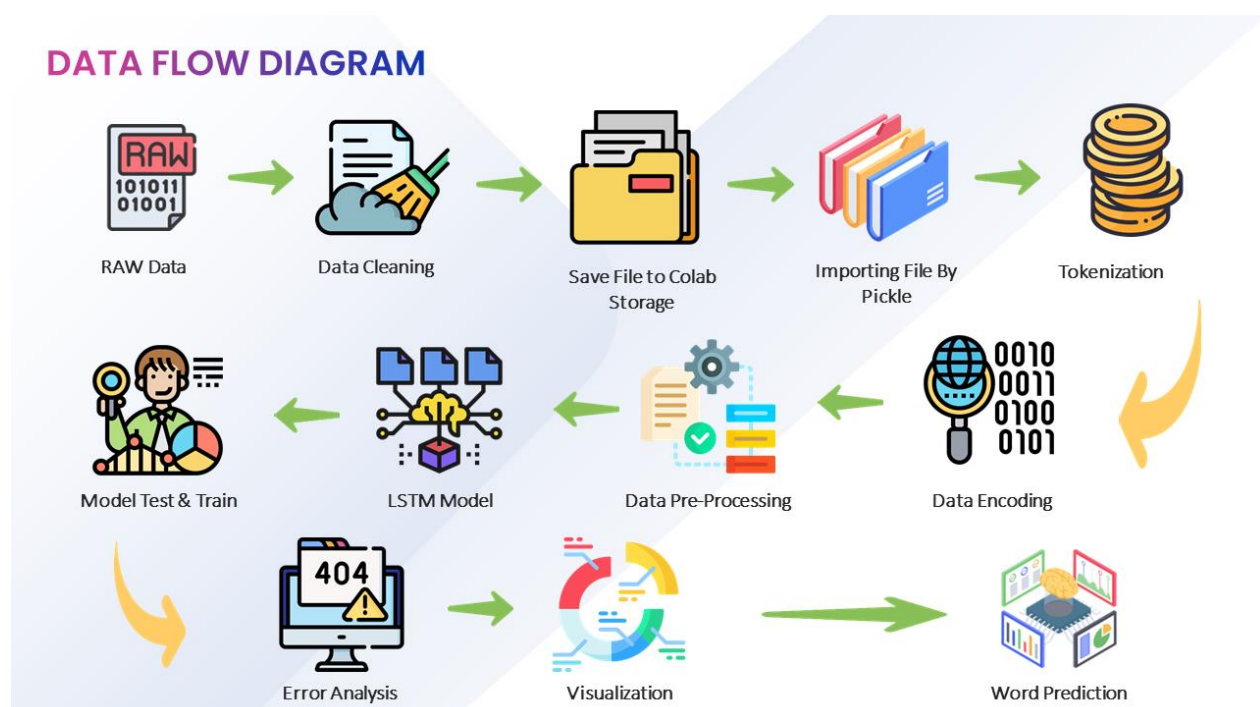 DATA FLOW DIAGRAM
RAW
101011
01001
RAW Data
Data Cleaning
Save File to Colab
Storage
Importing File By
Pickle
Tokenization
Model Test & Train
LSTM Model
Data Pre-Processing
0010
0011
0100
0101
Data Encoding
404
Error Analysis
Visualization
Word Prediction